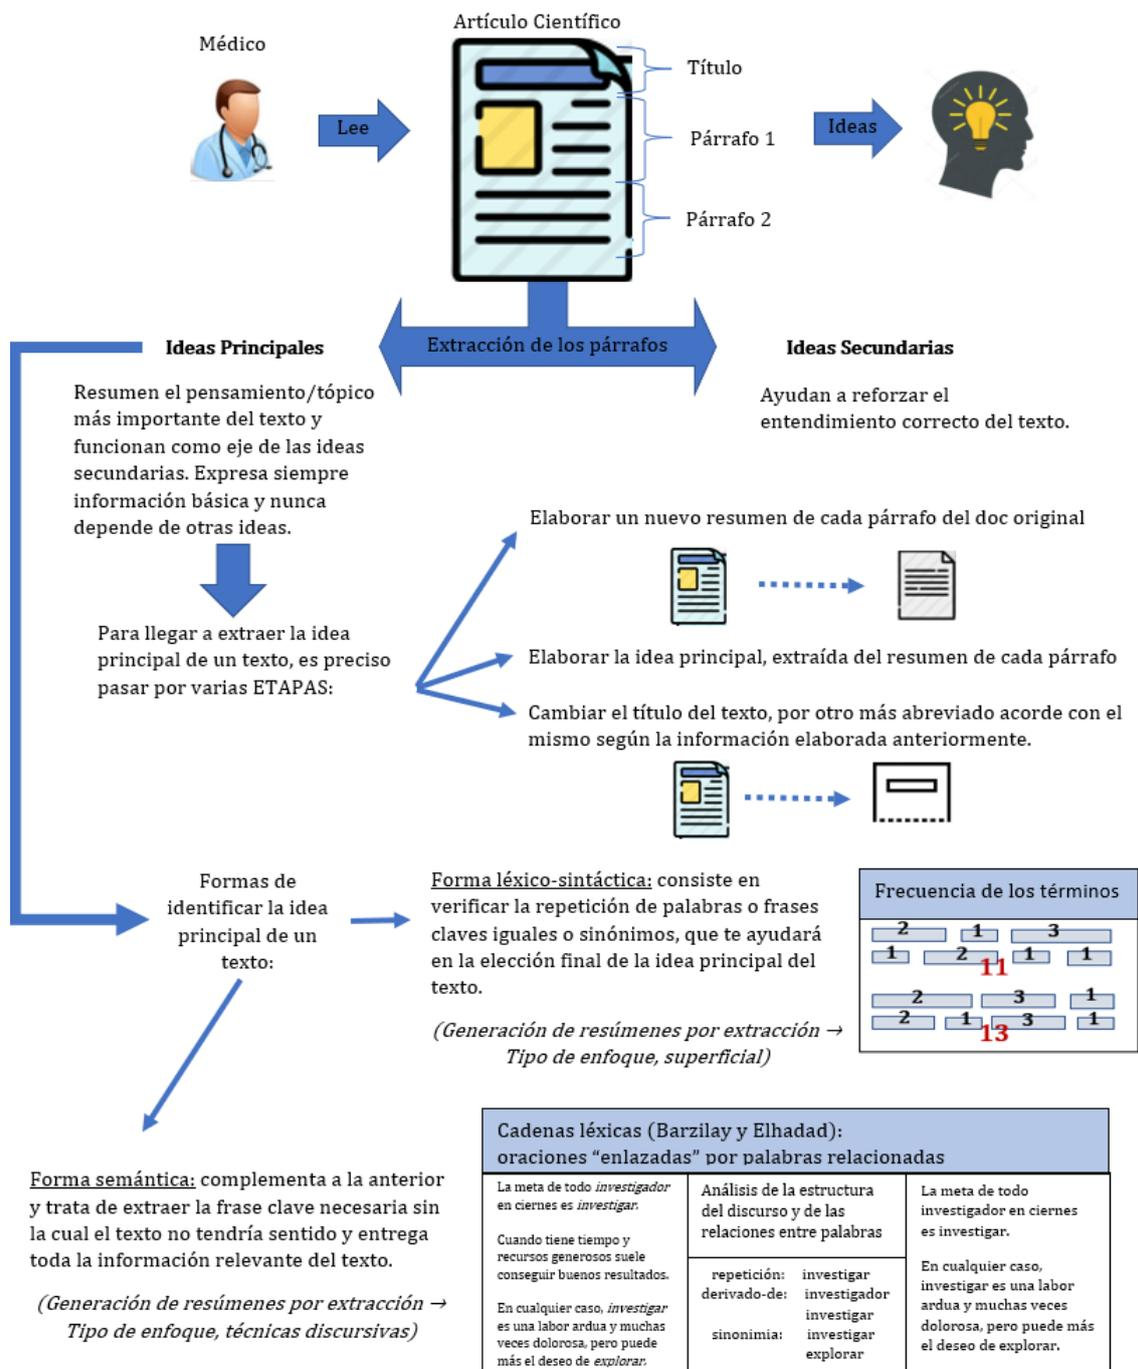 Artículo Científico
Médico
Lee
Título
Párrafo 1
Párrafo 2
Ideas
Extracción de los párrafos
Ideas Principales
Resumen el pensamiento/tópico
más importante del texto y
funcionan como eje de las ideas
secundarias. Expresa siempre
información básica y nunca
depende de otras ideas.
Ideas Secundarias
Ayudan a reforzar el
entendimiento correcto del texto.
Para llegar a extraer la idea
principal de un texto, es preciso
pasar por varias ETAPAS:
Elaborar un nuevo resumen de cada párrafo del doc original
Elaborar la idea principal, extraída del resumen de cada párrafo
Cambiar el título del texto, por otro más abreviado acorde con el
mismo según la información elaborada anteriormente.
Formas de
identificar la idea
principal de un
texto:
Forma léxico-sintáctica: consiste en
verificar la repetición de palabras o frases
claves iguales o sinónimos, que te ayudará
en la elección final de la idea principal del
texto.
(Generación de resúmenes por extracción →
Tipo de enfoque, superficial)
Frecuencia de los términos
2 1 3
1 2 1 1
11
2 3 1
2 1 3 1
13
Forma semántica: complementa a la anterior
y trata de extraer la frase clave necesaria sin
la cual el texto no tendría sentido y entrega
toda la información relevante del texto.
(Generación de resúmenes por extracción →
Tipo de enfoque, técnicas discursivas)
Cadenas léxicas (Barzilay y Elhadad):
oraciones “enlazadas” por palabras relacionadas
La meta de todo investigador
en ciernes es investigar.
Cuando tiene tiempo y
recursos generosos suele
conseguir buenos resultados.
En cualquier caso, investigar
es una labor ardua y muchas
veces dolorosa, pero puede
más el deseo de explorar.
Análisis de la estructura
del discurso y de las
relaciones entre palabras
repetición: investigar
derivado-de: investigador
investigar
sinonimia: investigar
explorar
La meta de todo
investigador en ciernes
es investigar.
En cualquier caso,
investigar es una labor
ardua y muchas veces
dolorosa, pero puede más
el deseo de explorar.